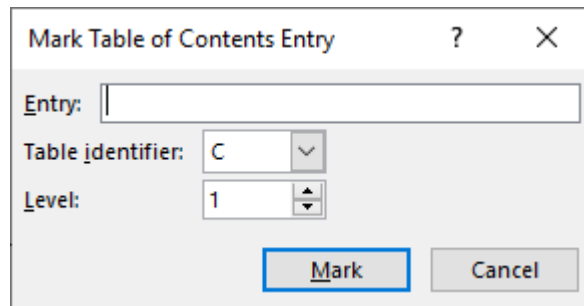 Mark Table of Contents Entry ?
Entry:
Table identifier: C
Level: 1
Mark Cancel